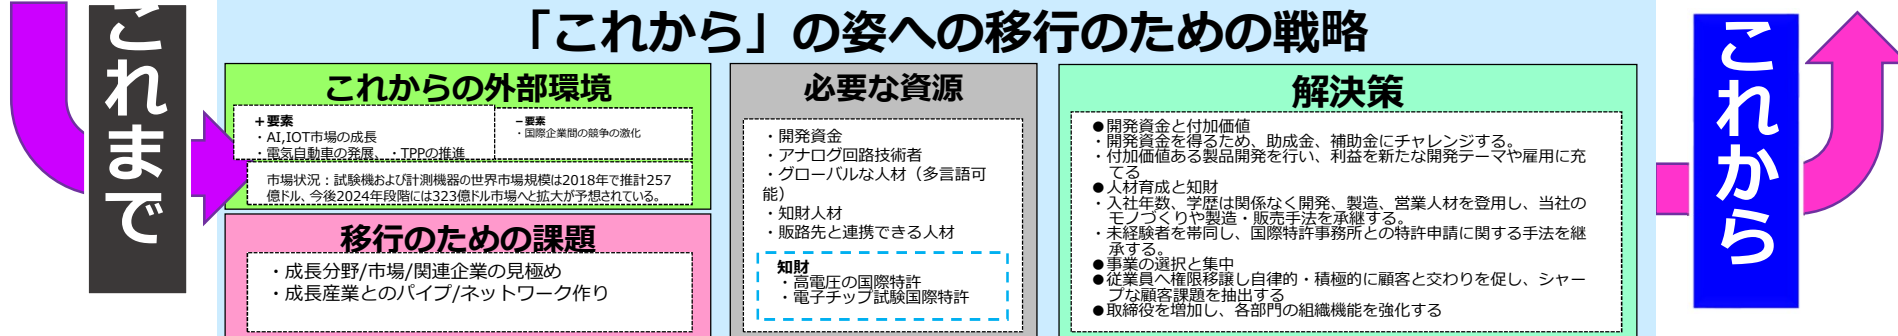 これまで
「これから」の姿への移行のための戦略
これからの外部環境
+要素
・AI,IOT市場の成長
・電気自動車の発展、・TPPの推進
−要素
・国際企業間の競争の激化
市場状況：試験機および計測機器の世界市場規模は2018年で推計257
億ドル、今後2024年段階には323億ドル市場へと拡大が予想されている。
移行のための課題
・成長分野/市場/関連企業の見極め
・成長産業とのパイプ/ネットワーク作り
必要な資源
・開発資金
・アナログ回路技術者
・グローバルな人材（多言語可
能）
・知財人材
・販路先と連携できる人材
知財
・高電圧の国際特許
・電子チップ試験国際特許
解決策
●開発資金と付加価値
・開発資金を得るため、助成金、補助金にチャレンジする。
・付加価値ある製品開発を行い、利益を新たな開発テーマや雇用に充
てる
●人材育成と知財
・入社年数、学歴は関係なく開発、製造、営業人材を登用し、当社の
モノづくりや製造・販売手法を承継する。
・未経験者を帯同し、国際特許事務所との特許申請に関する手法を継
承する。
●事業の選択と集中
●従業員へ権限移譲し自律的・積極的に顧客と交わりを促し、シャー
プな顧客課題を抽出する
●取締役を増加し、各部門の組織機能を強化する
これから